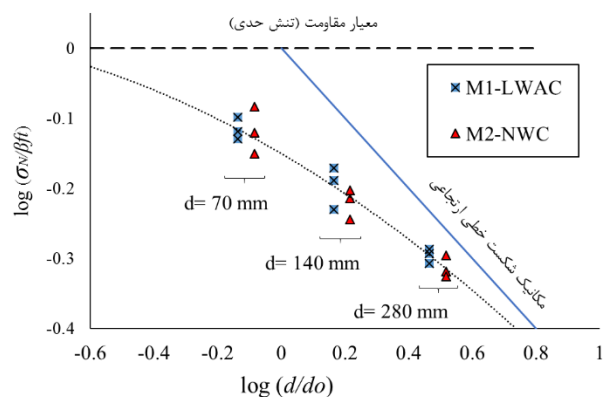 معیار مقاومت (تنش حدی)
0
-0.1
-0.2
-0.3
-0.4
log (σN/βft)
M1-LWAC
M2-NWC
d= 70 mm
d= 140 mm
d= 280 mm
مکانیک شکست خطی ارتجاعی
-0.6 -0.4 -0.2 0 0.2 0.4 0.6 0.8 1
log (d/do)